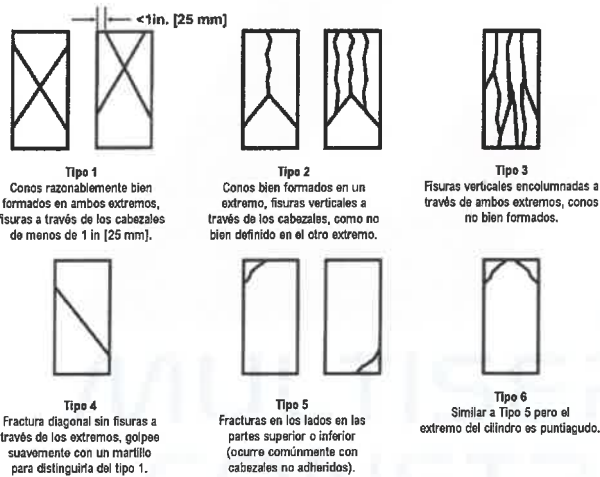 <1in. [25 mm]
Tipo 1
Conos razonablemente bien
formados en ambos extremos,
fisuras a través de los cabezales
de menos de 1 in [25 mm].
Tipo 2
Conos bien formados en un
extremo, fisuras verticales a
través de los cabezales, como no
bien definido en el otro extremo.
Tipo 3
Fisuras verticales encolumnadas a
través de ambos extremos, conos
no bien formados.
Tipo 4
Fractura diagonal sin fisuras a
través de los extremos, golpee
suavemente con un martillo
para distinguirla del tipo 1.
Tipo 5
Fracturas en los lados en las
partes superior o inferior
(ocurre comúnmente con
cabezales no adheridos).
Tipo 6
Similar a Tipo 5 pero el
extremo del cilindro es puntiagudo.